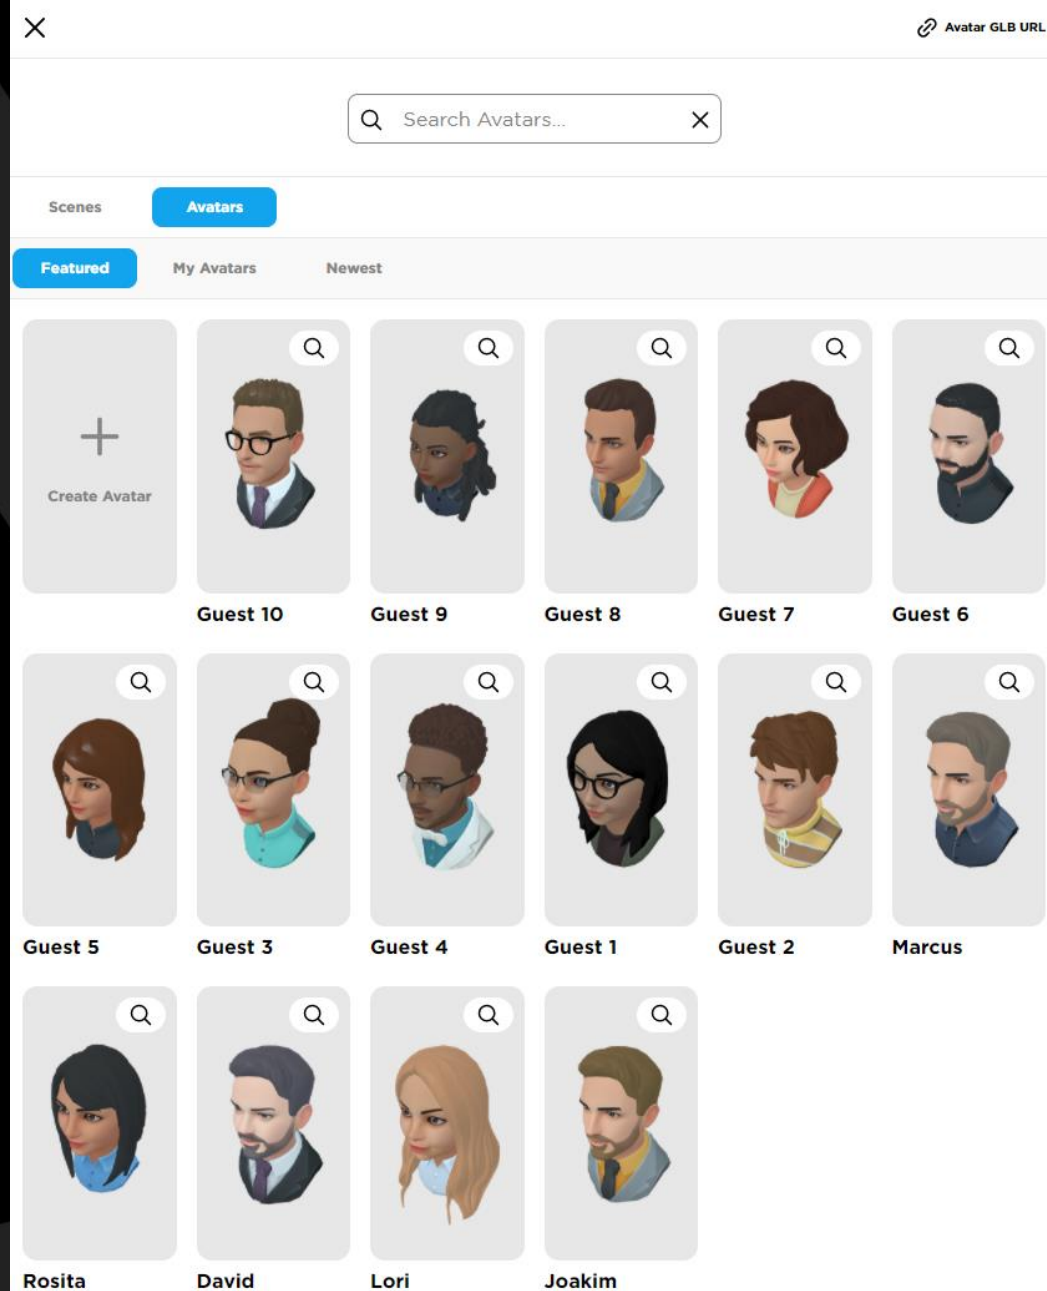 Avatar GLB URL
Search Avatars...
Scenes Avatars
Featured My Avatars Newest
Create Avatar
Guest 10 Guest 9 Guest 8 Guest 7 Guest 6
Guest 5 Guest 3 Guest 4 Guest 1 Guest 2 Marcus
Rosita David Lori Joakim